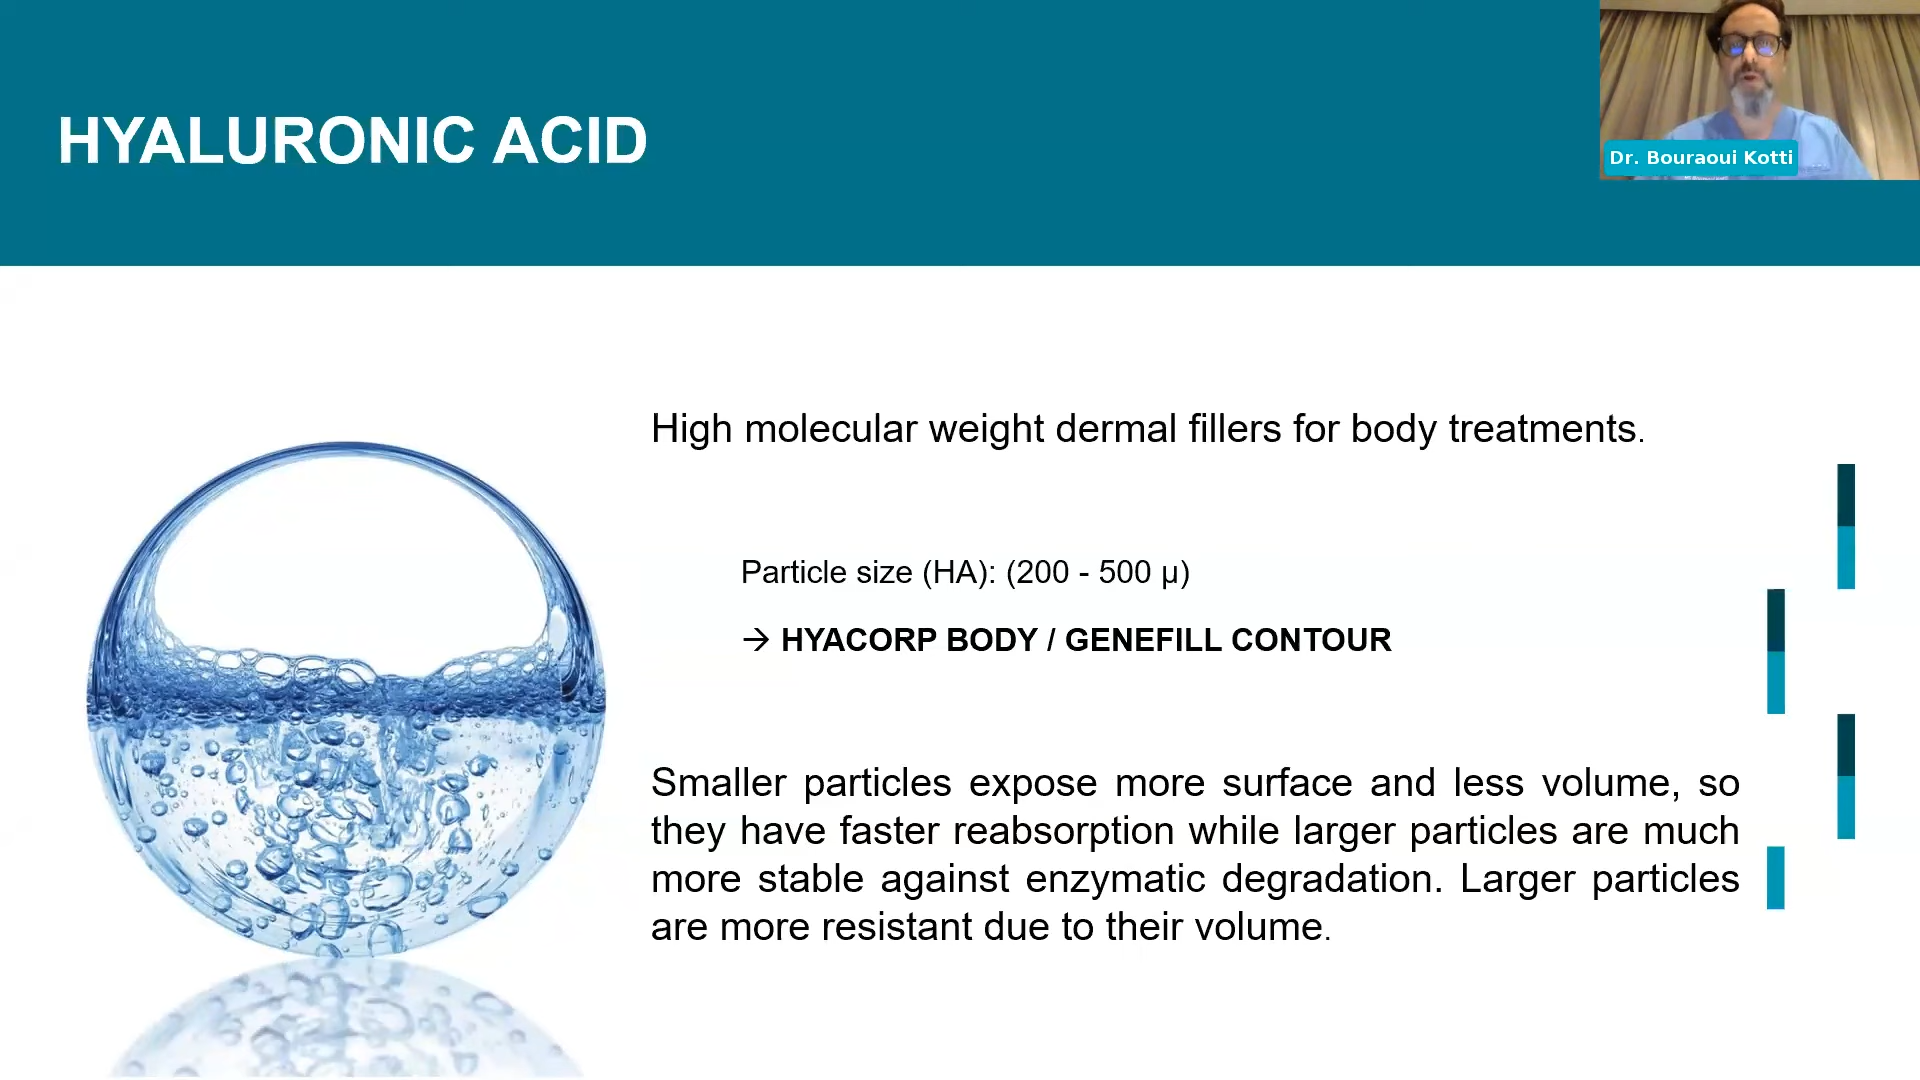 HYALURONIC ACID
Dr. Bouraoui Kotti
High molecular weight dermal fillers for body treatments.
Particle size (HA): (200 - 500 μ)
→ HYACORP BODY / GENEFILL CONTOUR
Smaller particles expose more surface and less volume, so
they have faster reabsorption while larger particles are much
more stable against enzymatic degradation. Larger particles
are more resistant due to their volume.